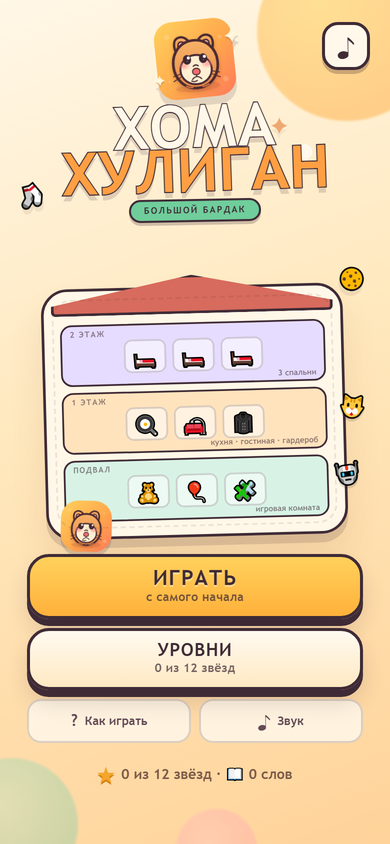 ХОМА
ХУЛИГАН
БОЛЬШОЙ БАРДАК
2 ЭТАЖ
3 спальни
1 ЭТАЖ
кухня · гостиная · гардероб
ПОДВАЛ
игровая комната
ИГРАТЬ
с самого начала
УРОВНИ
0 из 12 звёзд
? Как играть
Звук
0 из 12 звёзд · 0 слов